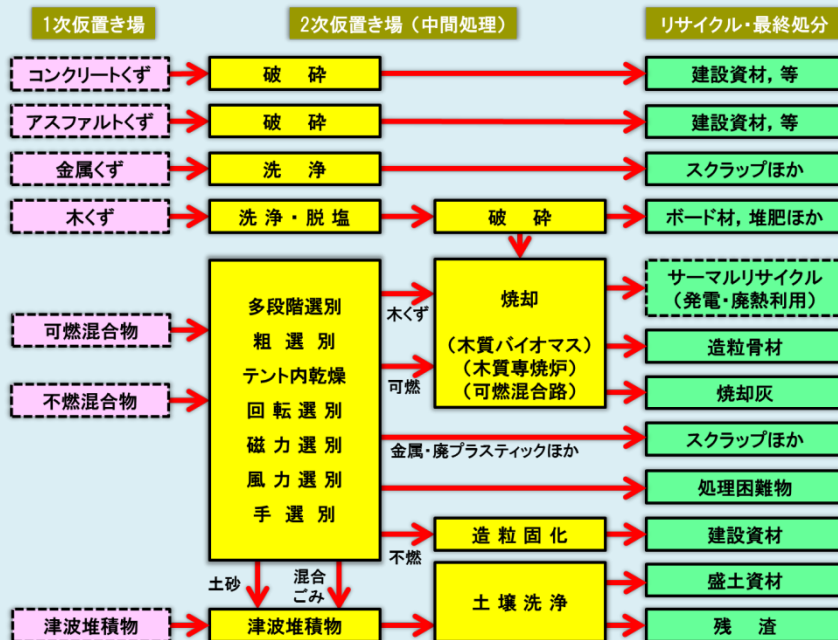 1次仮置き場
2次仮置き場（中間処理）
リサイクル・最終処分
コンクリートくず
破　砕
建設資材，等
アスファルトくず
破　砕
建設資材，等
金属くず
洗　浄
スクラップほか
木くず
洗浄・脱塩
破　砕
ボード材，堆肥ほか
可燃混合物
不燃混合物
多段階選別
粗選別
テント内乾燥
回転選別
磁力選別
風力選別
手選別
木くず
可燃
焼却
（木質バイオマス）
（木質専焼炉）
（可燃混合路）
サーマルリサイクル
（発電・廃熱利用）
造粒骨材
焼却灰
金属・廃プラスティックほか
スクラップほか
処理困難物
不燃
造粒固化
建設資材
土砂
混合
ごみ
津波堆積物
津波堆積物
土壌洗浄
盛土資材
残　渣